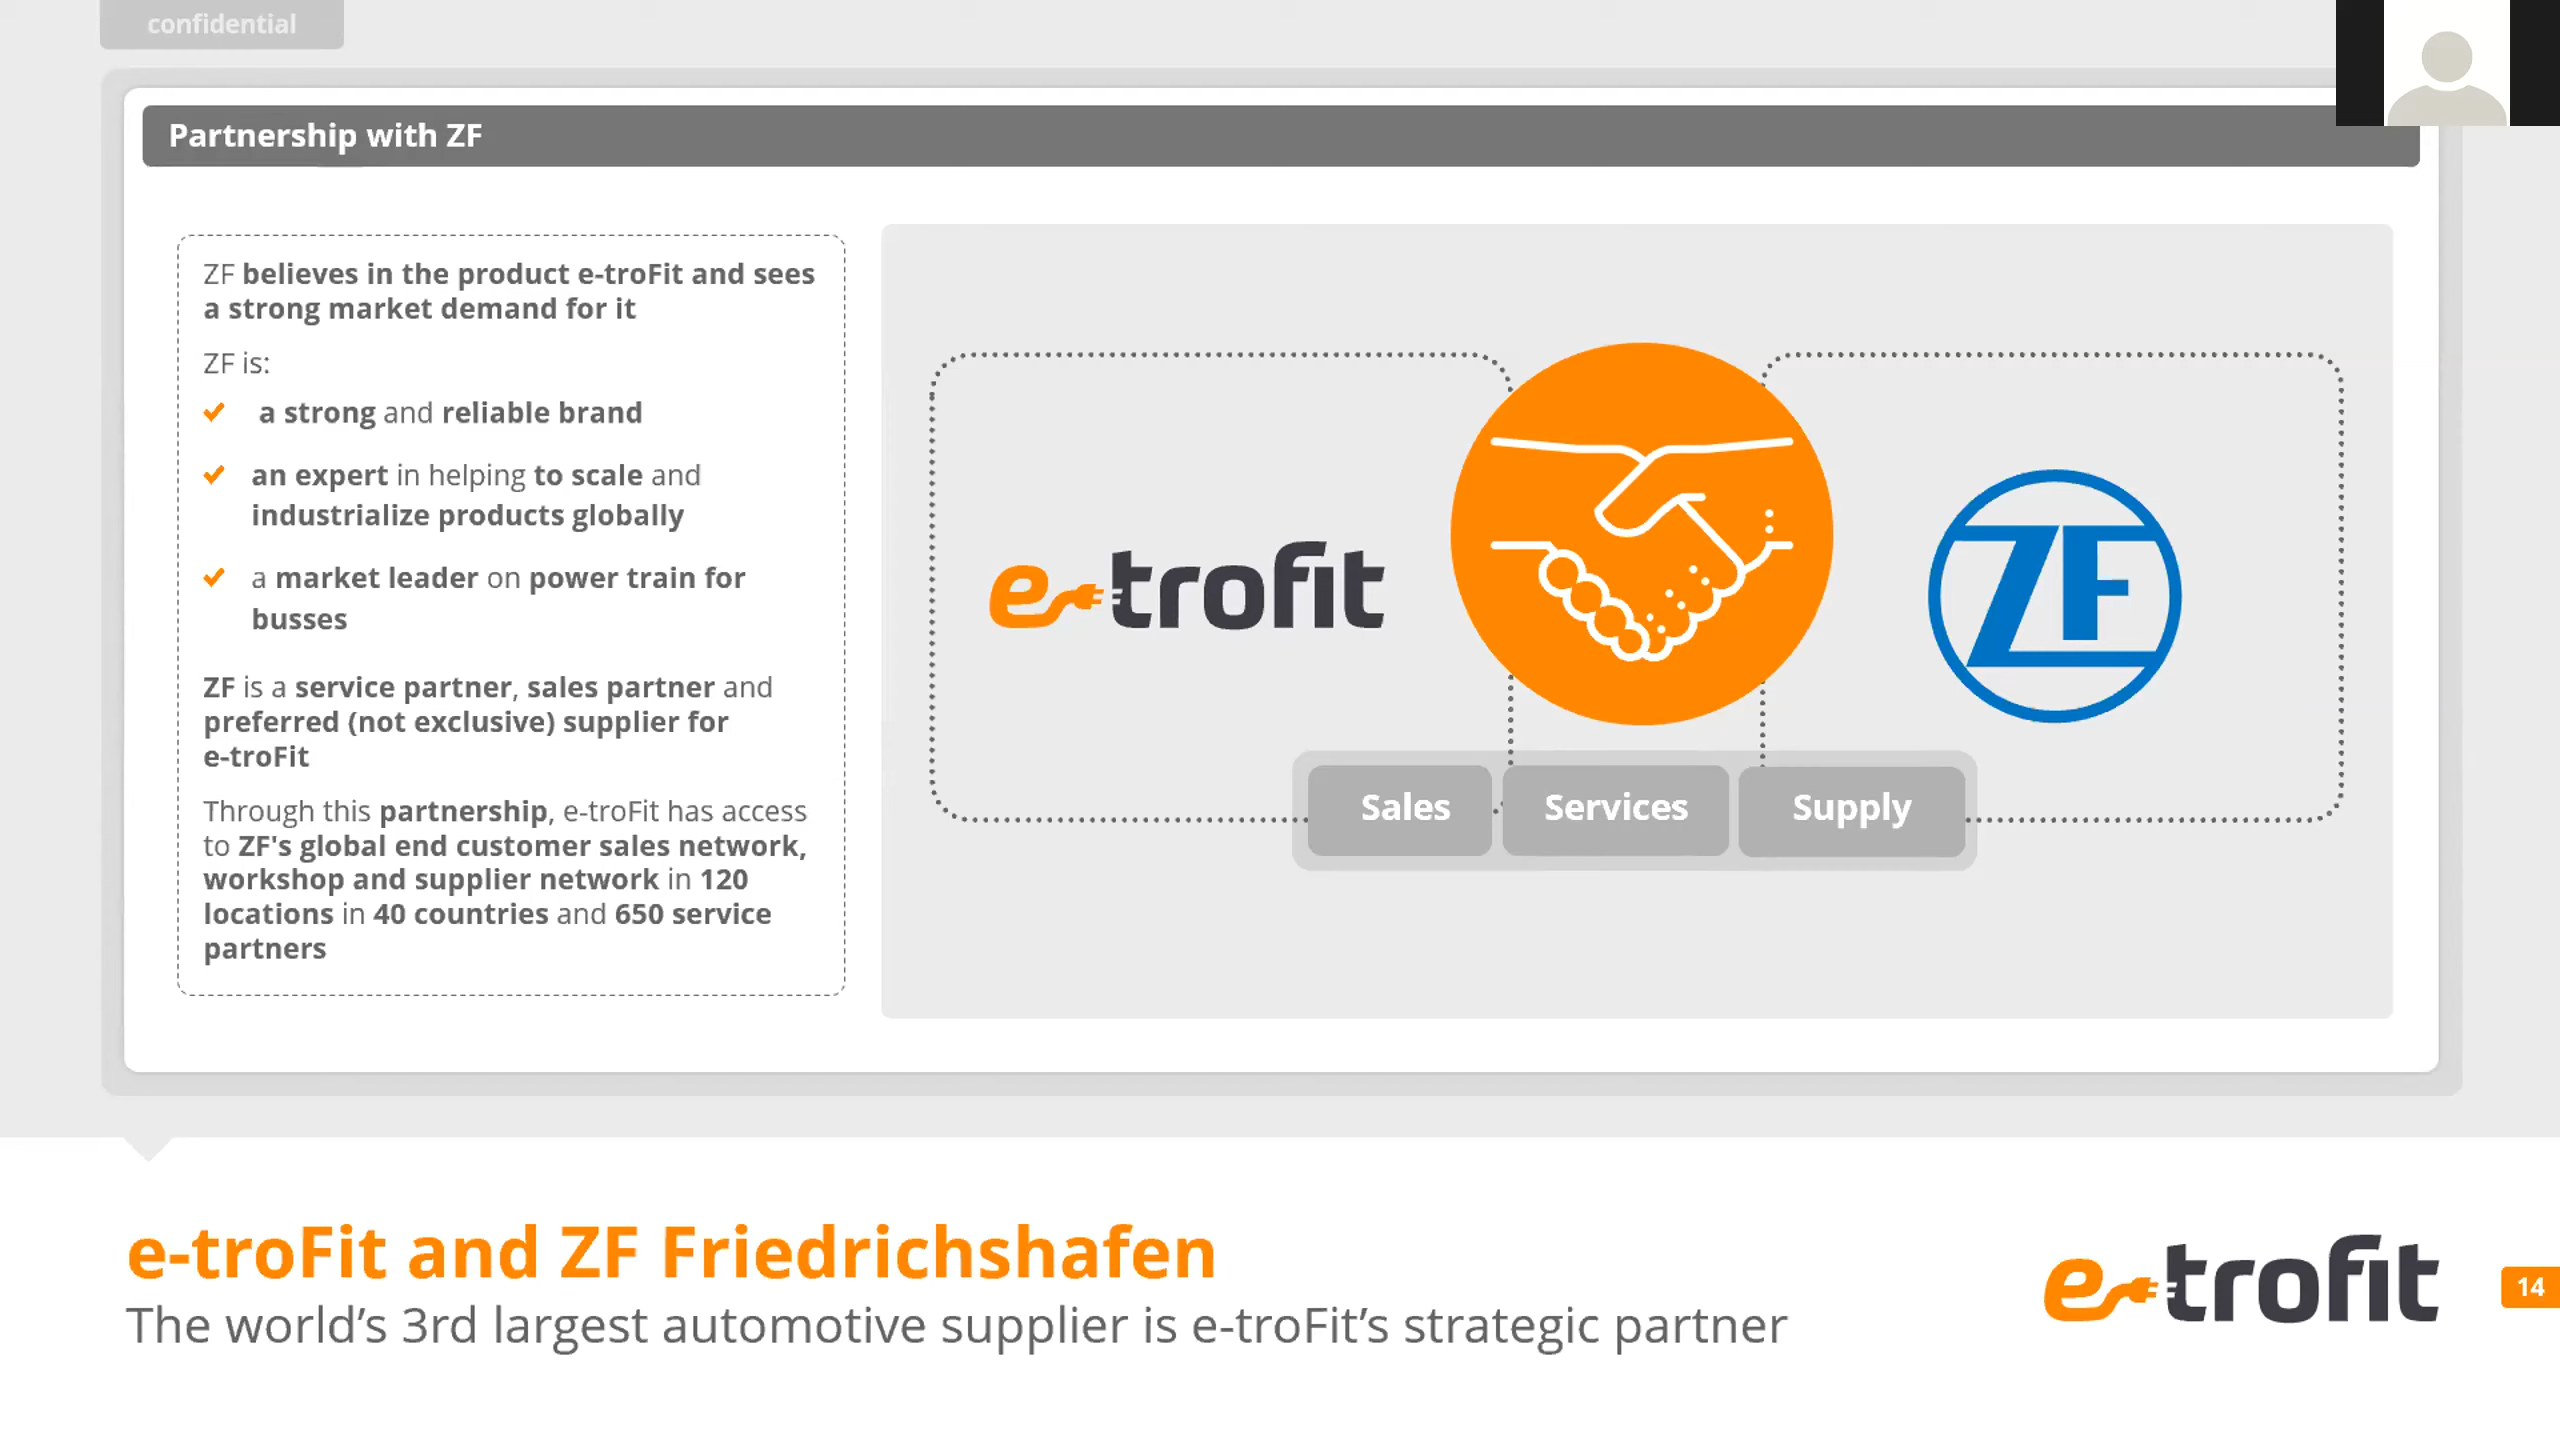 confidential
Partnership with ZF
ZF believes in the product e-troFit and sees
a strong market demand for it
ZF is:
a strong and reliable brand
an expert in helping to scale and
industrialize products globally
a market leader on power train for
busses
ZF is a service partner, sales partner and
preferred (not exclusive) supplier for
e-troFit
Through this partnership, e-troFit has access
to ZF's global end customer sales network,
workshop and supplier network in 120
locations in 40 countries and 650 service
partners
e-trofit
ZF
Sales
Services
Supply
e-troFit and ZF Friedrichshafen
The world’s 3rd largest automotive supplier is e-troFit’s strategic partner
e-trofit
14